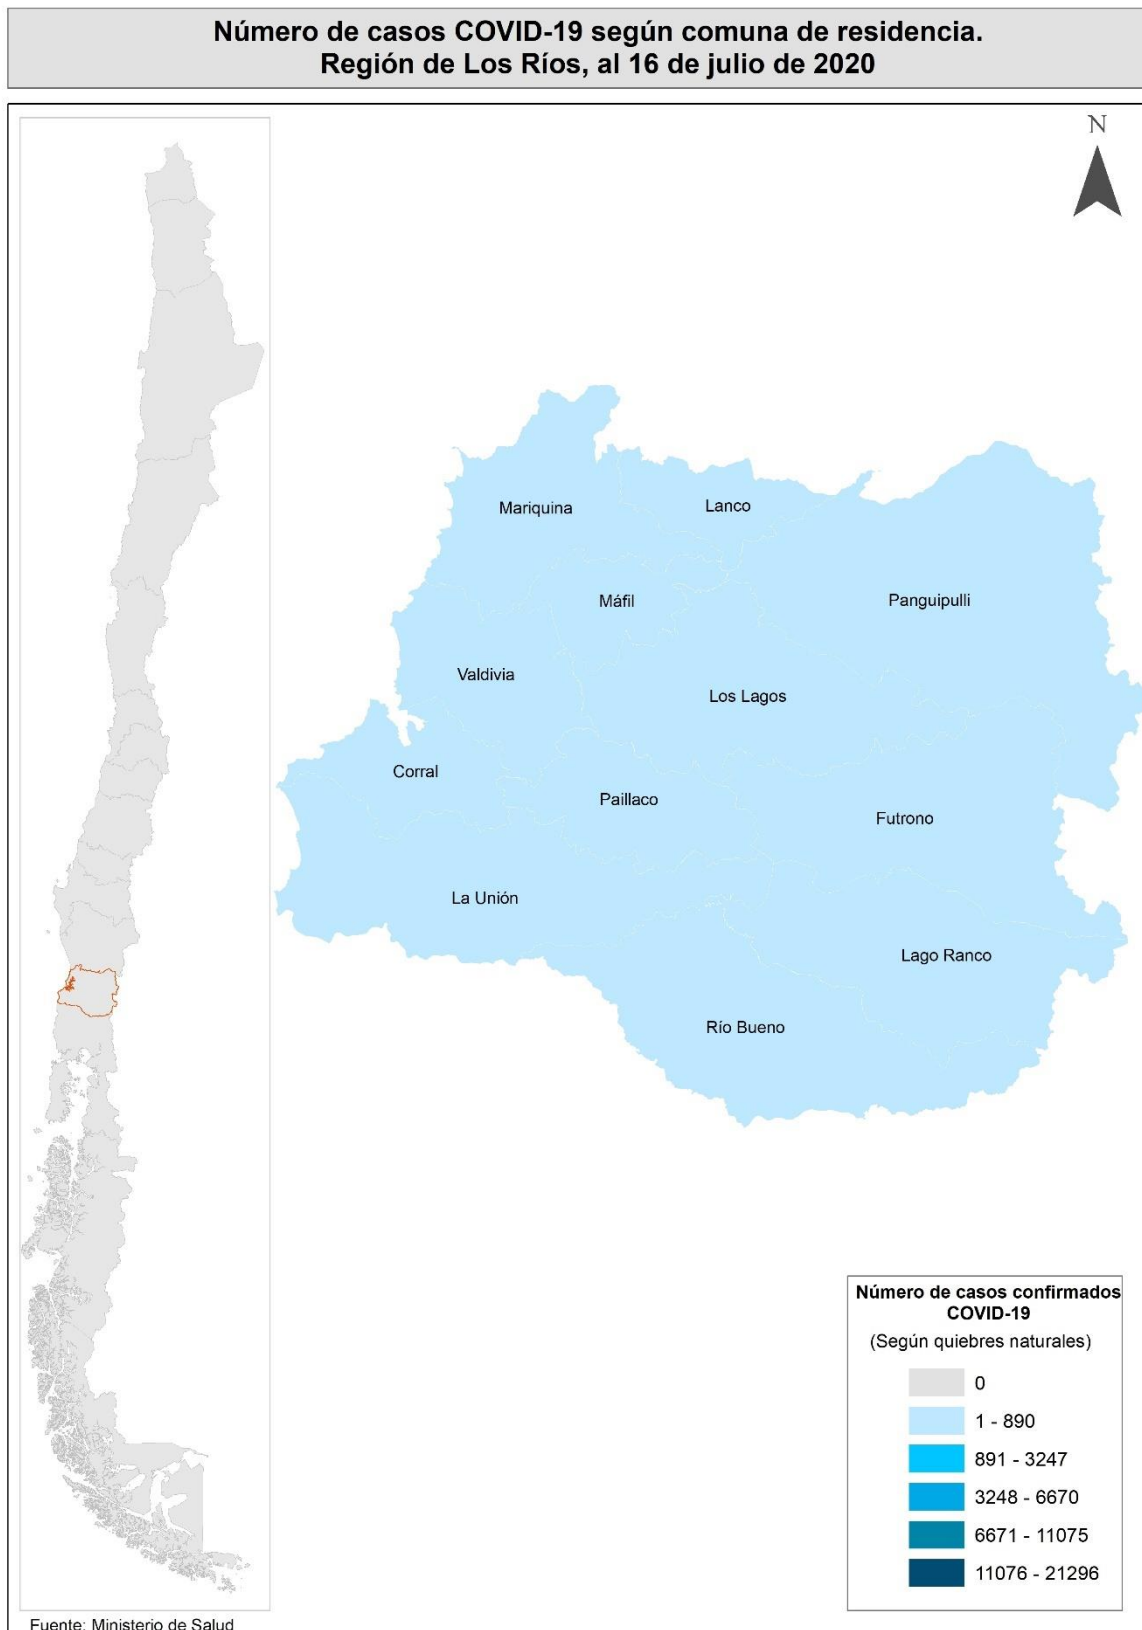 Número de casos COVID-19 según comuna de residencia.
Región de Los Ríos, al 16 de julio de 2020
N
Mariquina
Lanco
Máfil
Panguipulli
Valdivia
Los Lagos
Corral
Paillaco
Futrono
La Unión
Lago Ranco
Río Bueno
Número de casos confirmados
COVID-19
(Según quiebres naturales)
0
1 - 890
891 - 3247
3248 - 6670
6671 - 11075
11076 - 21296
Fuente: Ministerio de Salud